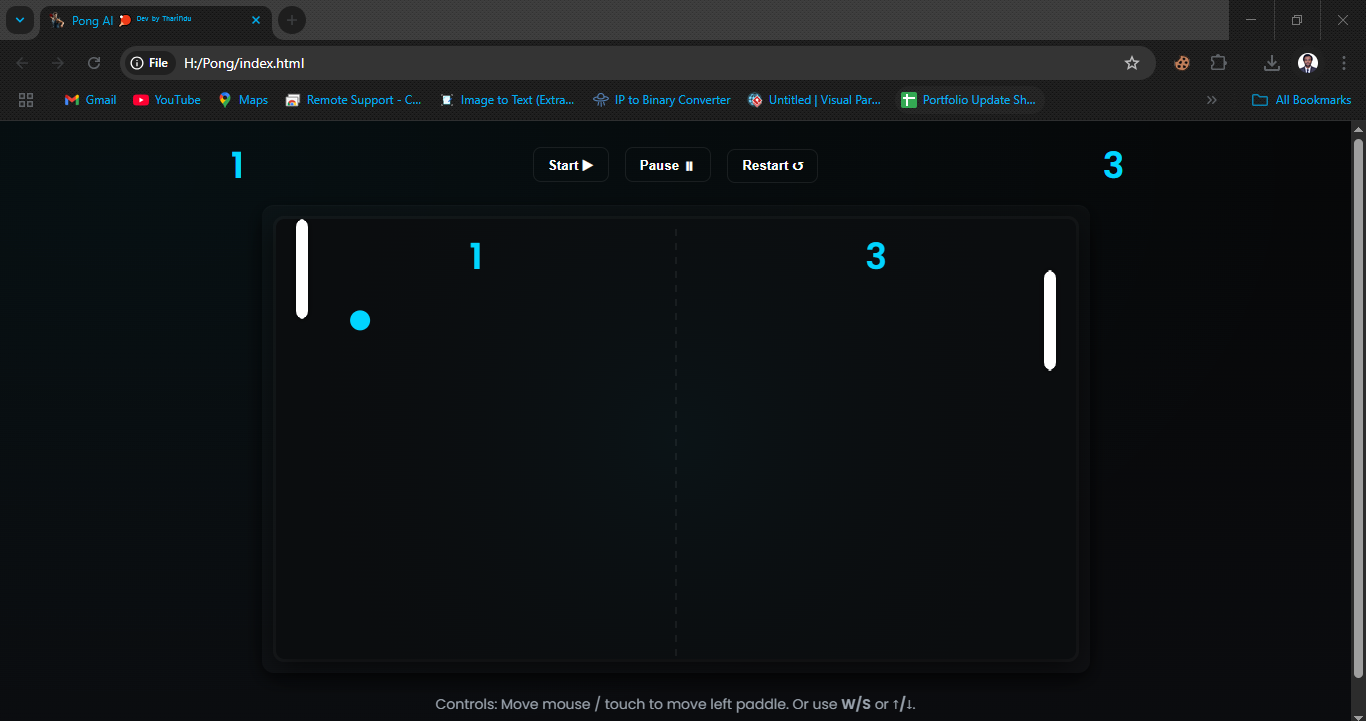 Pong AI 🏓 ᴰᵉᵛ ᵇʸ ᵀʰᵃʳⁱⁿᵈᵘ
File H:/Pong/index.html
Gmail YouTube Maps Remote Support - C... Image to Text (Extra... IP to Binary Converter Untitled | Visual Par... Portfolio Update Sh... » All Bookmarks
1 Start ▶ Pause ⏸ Restart ↺ 3
1 3
Controls: Move mouse / touch to move left paddle. Or use W/S or ↑/↓.